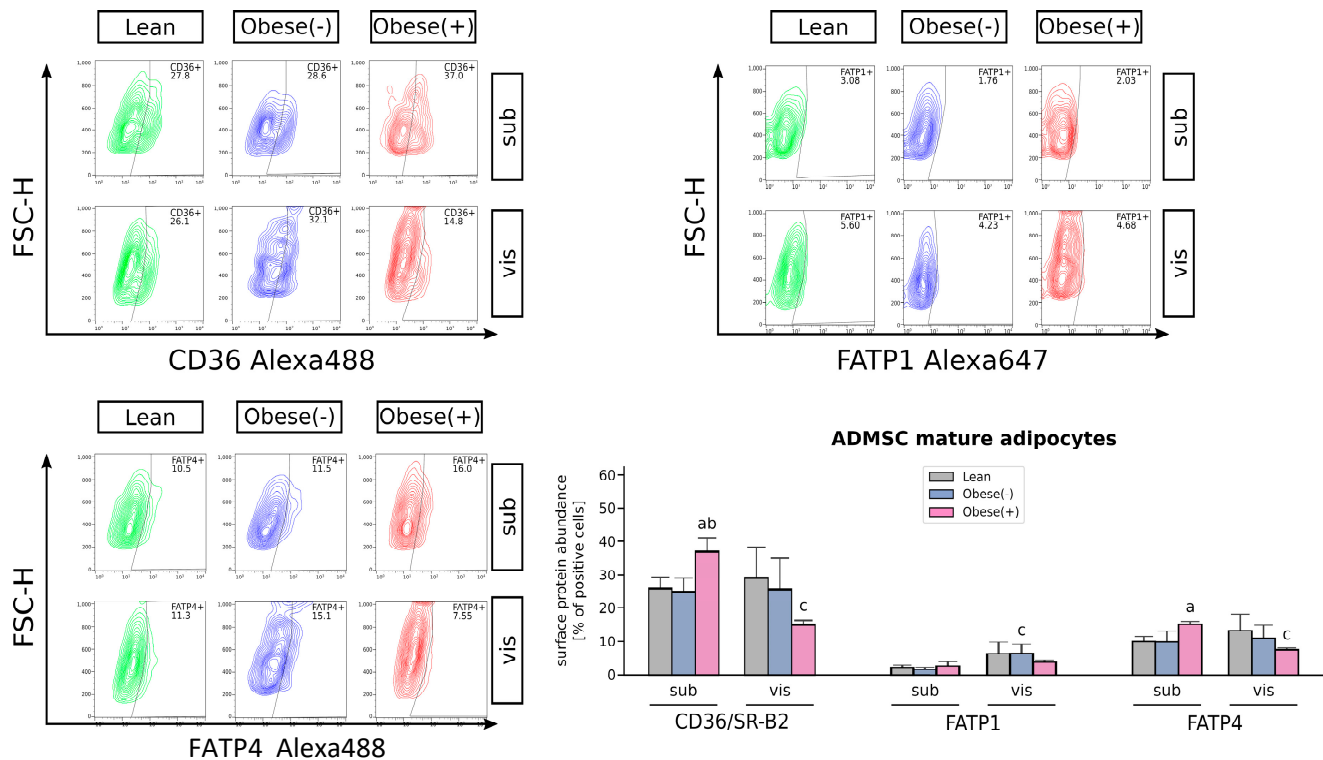 Lean Obese(-) Obese(+)
CD36+ 27.8
CD36+ 28.6
CD36+ 37.0
sub
CD36+ 26.1
CD36+ 32.1
CD36+ 14.8
vis
FSC-H
CD36 Alexa488
Lean Obese(-) Obese(+)
FATP1+ 3.08
FATP1+ 1.76
FATP1+ 2.03
sub
FATP1+ 5.60
FATP1+ 4.23
FATP1+ 4.68
vis
FSC-H
FATP1 Alexa647
Lean Obese(-) Obese(+)
FATP4+ 10.5
FATP4+ 11.5
FATP4+ 16.0
sub
FATP4+ 11.3
FATP4+ 15.1
FATP4+ 7.55
vis
FSC-H
FATP4 Alexa488
ADMSC mature adipocytes
surface protein abundance
[% of positive cells]
60
50
40
30
20
10
0
Lean
Obese(-)
Obese(+)
ab
c
c
a
c
sub vis sub vis sub vis
CD36/SR-B2 FATP1 FATP4